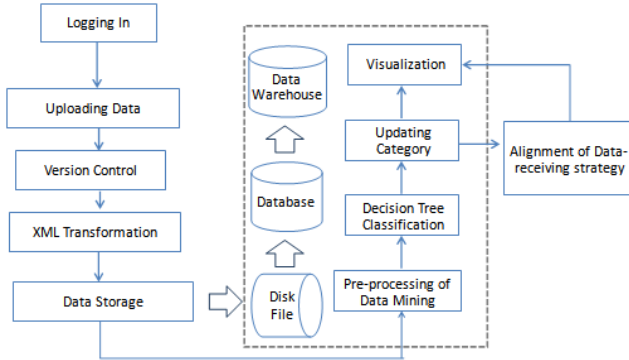 Logging In
Uploading Data
Version Control
XML Transformation
Data Storage
Data
Warehouse
Database
Disk
File
Visualization
Updating
Category
Decision Tree
Classification
Pre-processing of
Data Mining
Alignment of Data-
receiving strategy